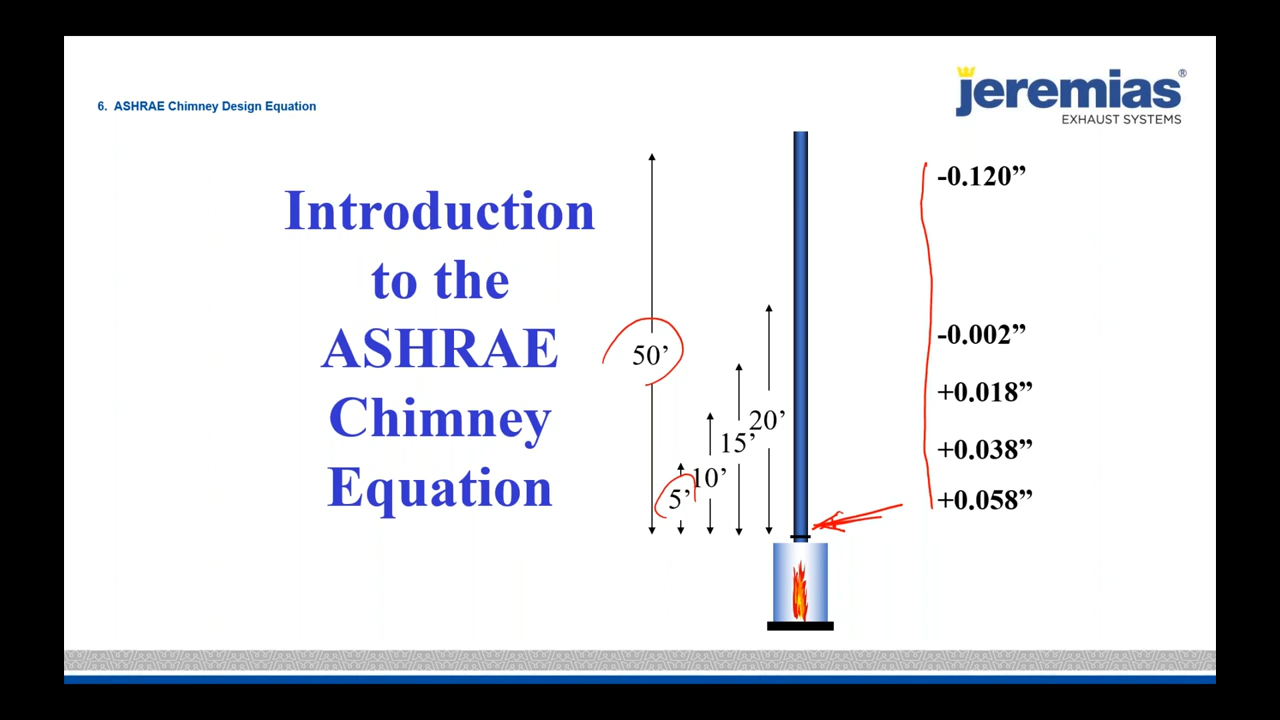 6. ASHRAE Chimney Design Equation
jeremias®
EXHAUST SYSTEMS
Introduction
to the
ASHRAE
Chimney
Equation
50’
5’
10’
15’
20’
-0.120”
-0.002”
+0.018”
+0.038”
+0.058”